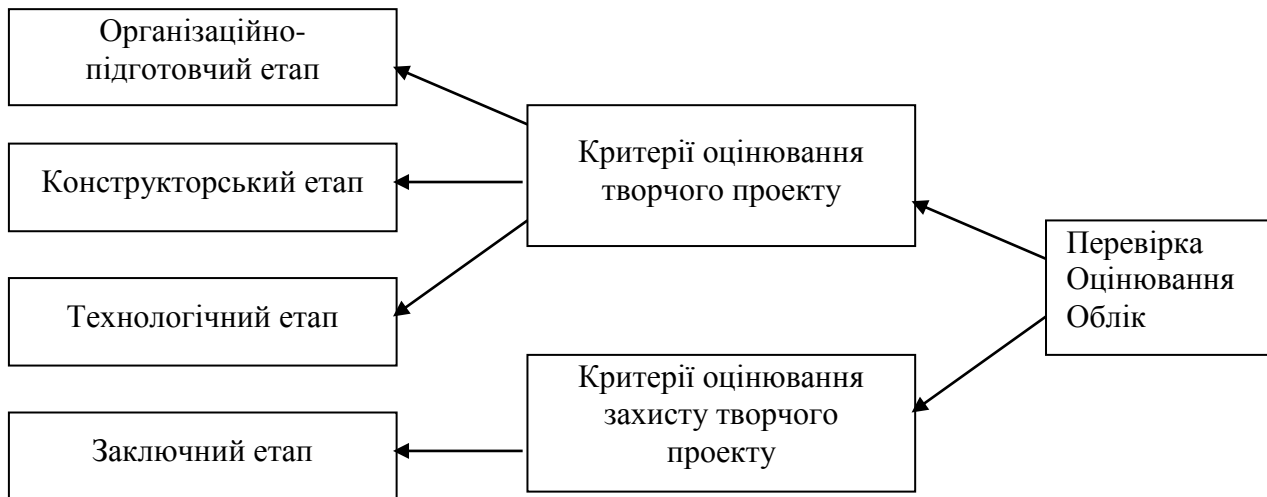 Організаційно-
підготовчий етап
Конструкторський етап
Технологічний етап
Заключний етап
Критерії оцінювання
творчого проекту
Критерії оцінювання
захисту творчого
проекту
Перевірка
Оцінювання
Облік